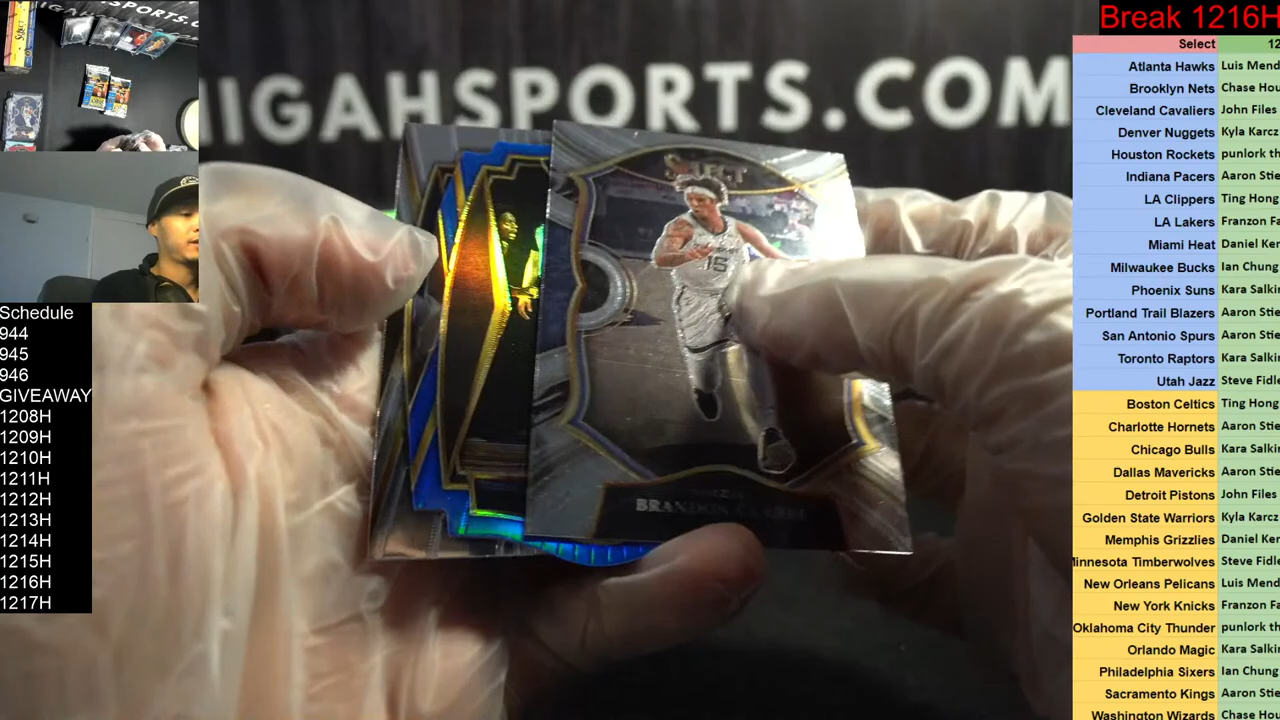 SPORTS.C
Break 1216H
IGAHSPORTS.COM
SELECT
15
BRANDON CLARKE
Schedule
944
945
946
GIVEAWAY
1208H
1209H
1210H
1211H
1212H
1213H
1214H
1215H
1216H
1217H
Select 12
Atlanta Hawks Luis Mend
Brooklyn Nets Chase Hou
Cleveland Cavaliers John Files
Denver Nuggets Kyla Karcz
Houston Rockets punlork th
Indiana Pacers Aaron Stie
LA Clippers Ting Hong
LA Lakers Franzon Fa
Miami Heat Daniel Ker
Milwaukee Bucks Ian Chung
Phoenix Suns Kara Salkin
Portland Trail Blazers Aaron Stie
San Antonio Spurs Aaron Stie
Toronto Raptors Kara Salkin
Utah Jazz Steve Fidle
Boston Celtics Ting Hong
Charlotte Hornets Aaron Stie
Chicago Bulls Kara Salkin
Dallas Mavericks Aaron Stie
Detroit Pistons John Files
Golden State Warriors Kyla Karcz
Memphis Grizzlies Daniel Ker
Minnesota Timberwolves Steve Fidle
New Orleans Pelicans Luis Mend
New York Knicks Franzon Fa
Oklahoma City Thunder punlork th
Orlando Magic Kara Salkin
Philadelphia Sixers Ian Chung
Sacramento Kings Aaron Stie
Washington Wizards Chase Hou